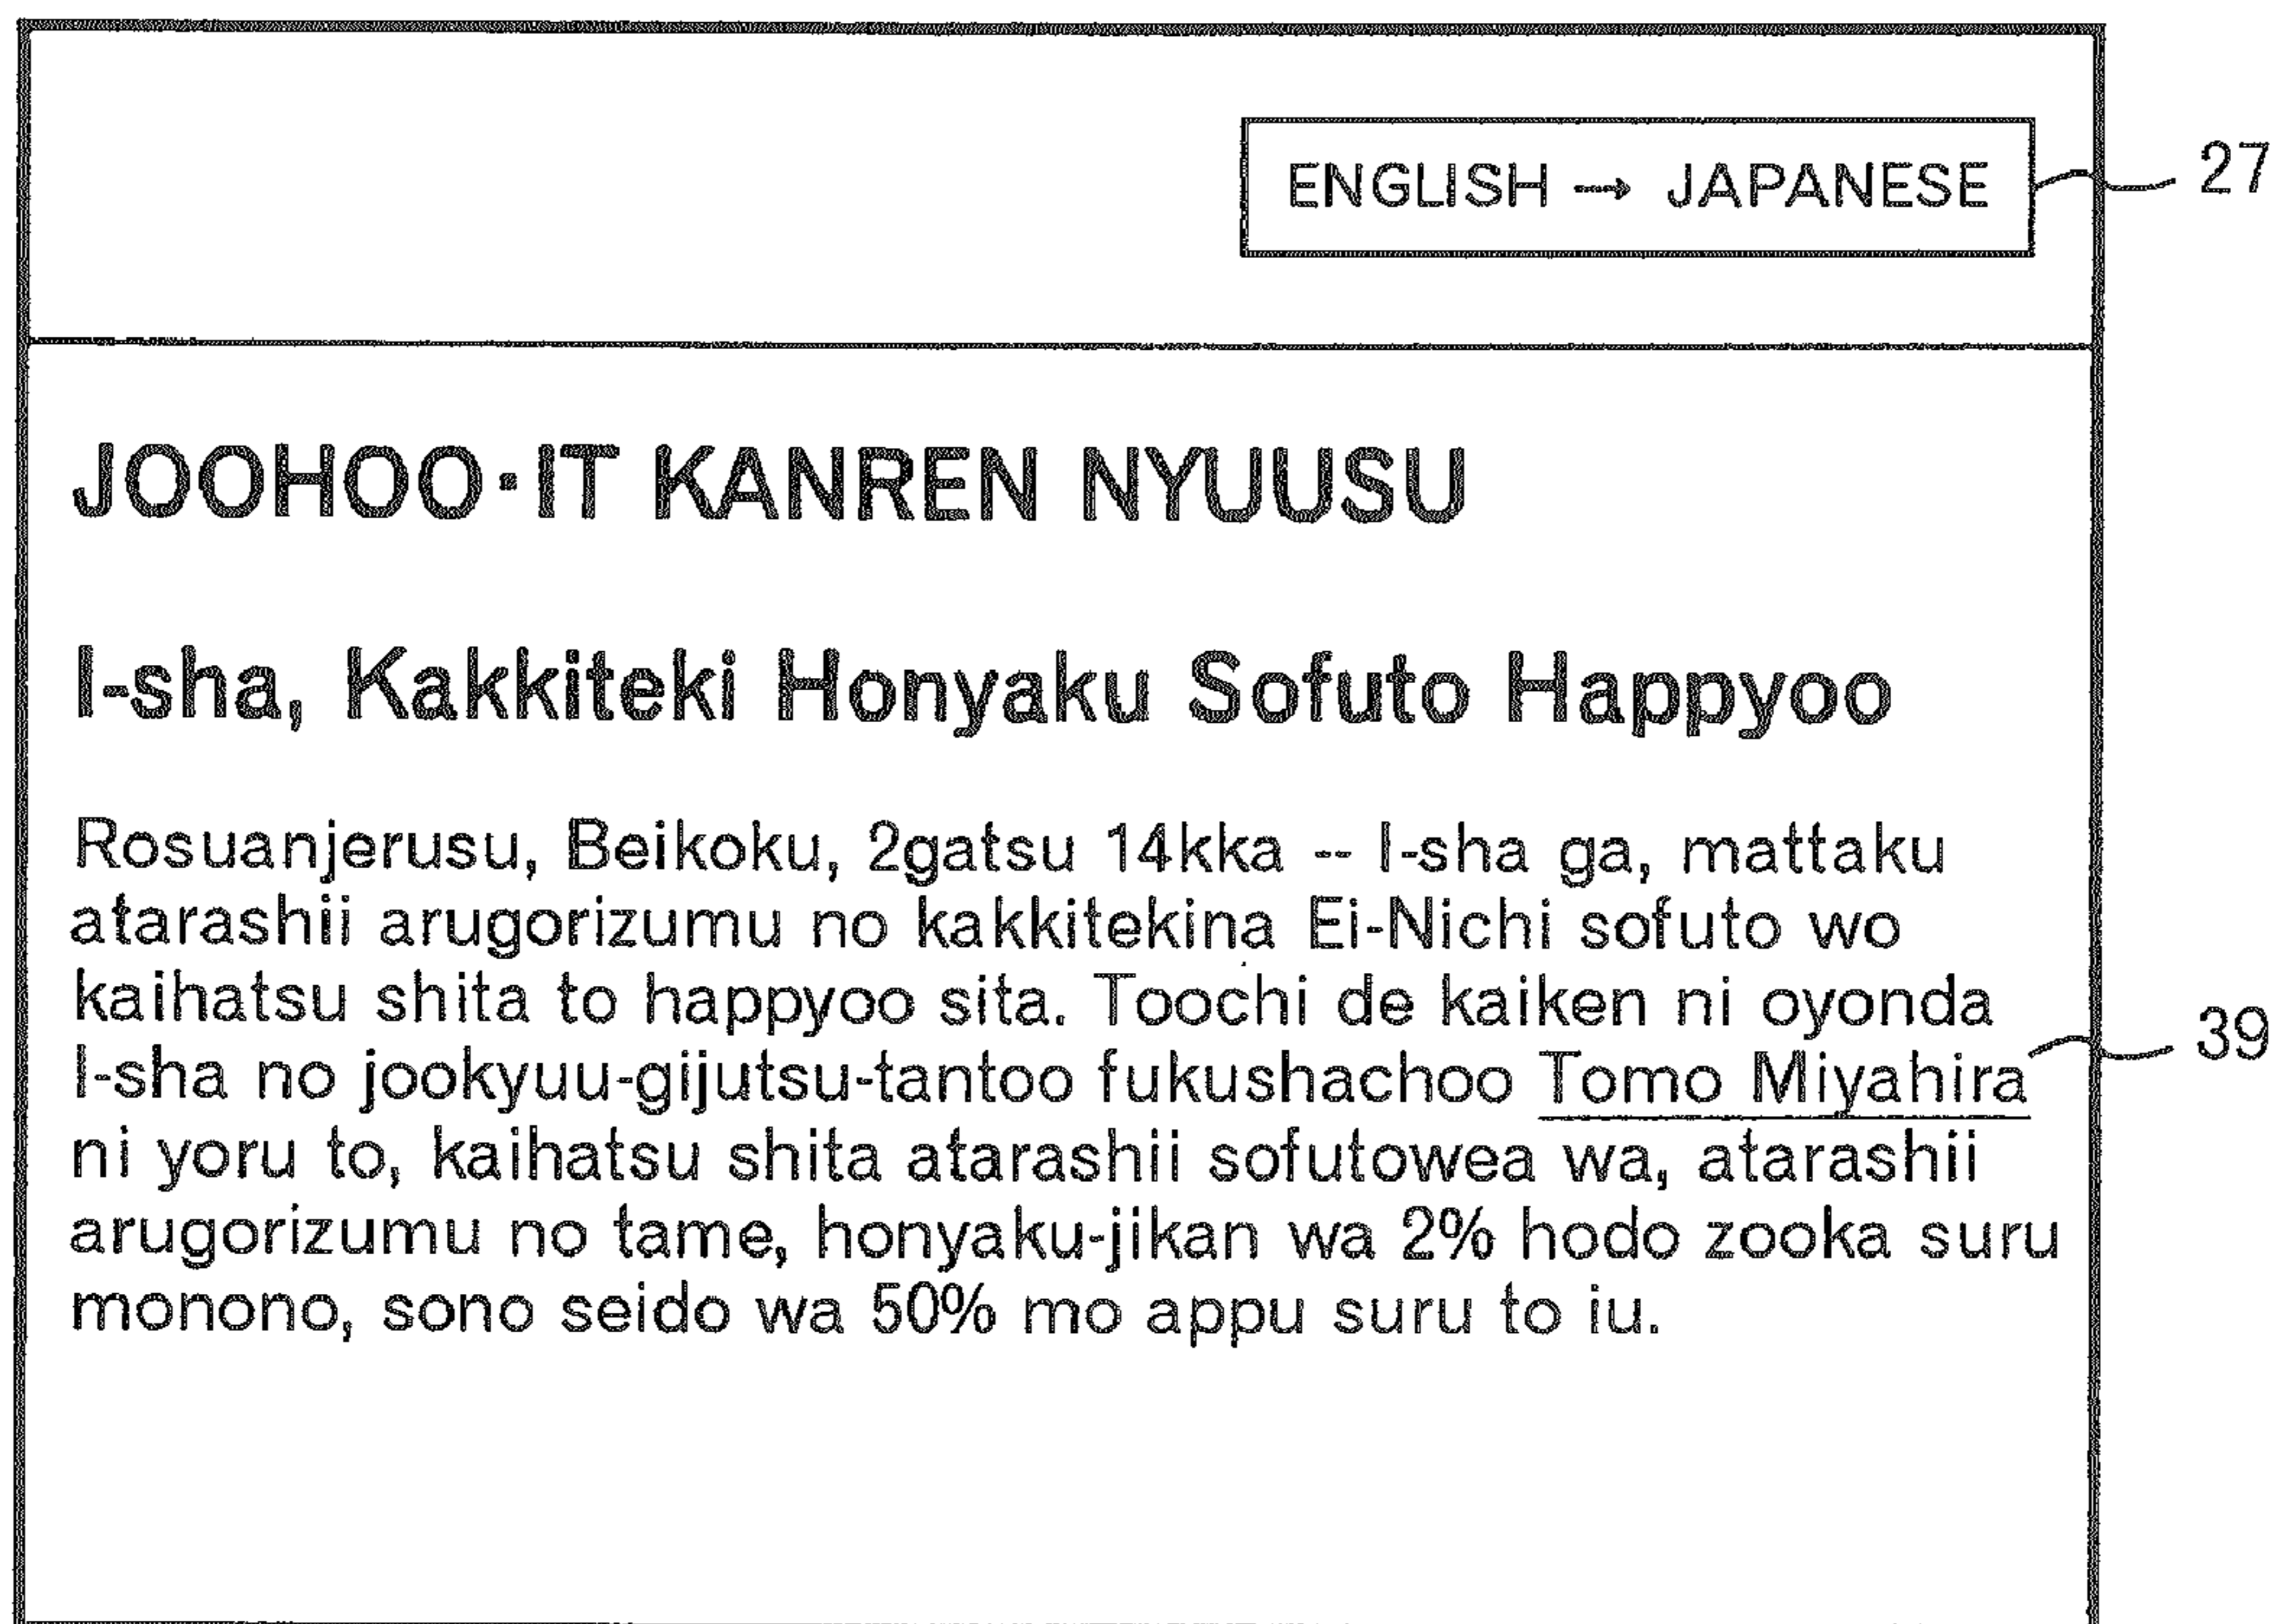 ENGLISH → JAPANESE 27
JOOHOO·IT KANREN NYUUSU
I-sha, Kakkiteki Honyaku Sofuto Happyoo
Rosuanjerusu, Beikoku, 2gatsu 14kka -- I-sha ga, mattaku
atarashii arugorizumu no kakkitekina Ei-Nichi sofuto wo
kaihatsu shita to happyoo sita. Toochi de kaiken ni oyonda
I-sha no jookyuu-gijutsu-tantoo fukushachoo Tomo Miyahira 39
ni yoru to, kaihatsu shita atarashii sofutowea wa, atarashii
arugorizumu no tame, honyaku-jikan wa 2% hodo zooka suru
monono, sono seido wa 50% mo appu suru to iu.